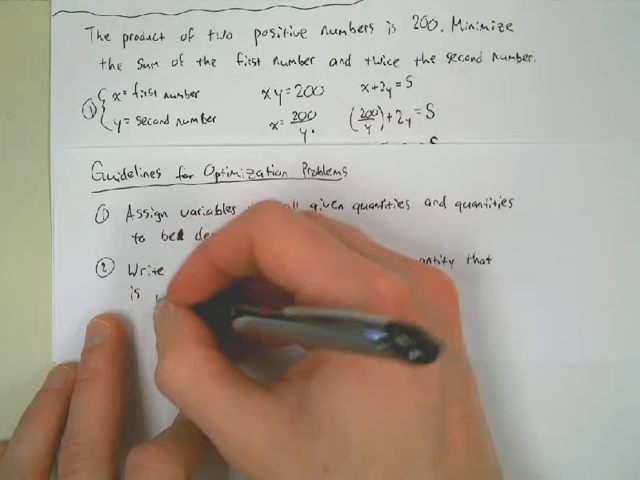 The product of two positive numbers is 200. Minimize
the sum of the first number and twice the second number.
① { x = first number xy = 200 x + 2y = S
y = second number x = 200/y (200/y) + 2y = S
Guidelines for Optimization Problems
① Assign variables given quantities and quantities
to be
② Write that
is